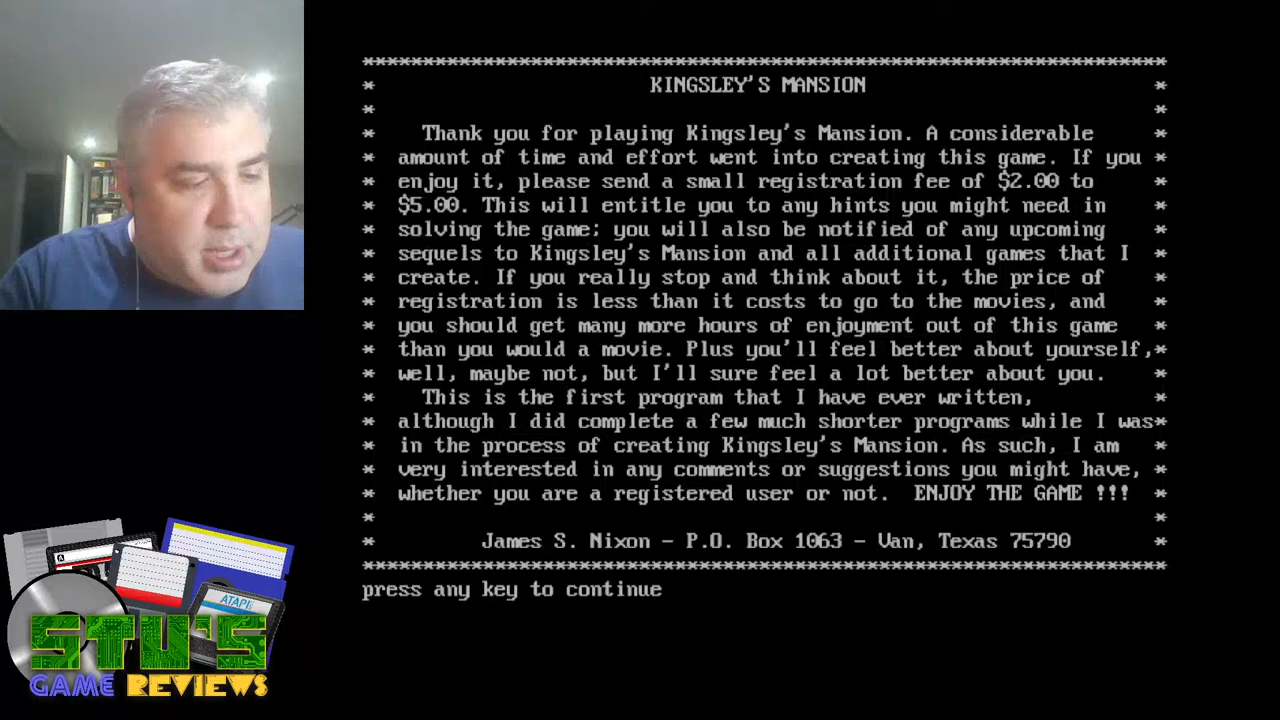 *******************************************************************
* KINGSLEY'S MANSION *
* *
* Thank you for playing Kingsley's Mansion. A considerable *
* amount of time and effort went into creating this game. If you *
* enjoy it, please send a small registration fee of $2.00 to *
* $5.00. This will entitle you to any hints you might need in *
* solving the game; you will also be notified of any upcoming *
* sequels to Kingsley's Mansion and all additional games that I *
* create. If you really stop and think about it, the price of *
* registration is less than it costs to go to the movies, and *
* you should get many more hours of enjoyment out of this game *
* than you would a movie. Plus you'll feel better about yourself,*
* well, maybe not, but I'll sure feel a lot better about you. *
* This is the first program that I have ever written, *
* although I did complete a few much shorter programs while I was*
* in the process of creating Kingsley's Mansion. As such, I am *
* very interested in any comments or suggestions you might have, *
* whether you are a registered user or not. ENJOY THE GAME !!! *
* *
* James S. Nixon - P.O. Box 1063 - Van, Texas 75790 *
*******************************************************************
press any key to continue
ATAPI
STU'S
GAME REVIEWS